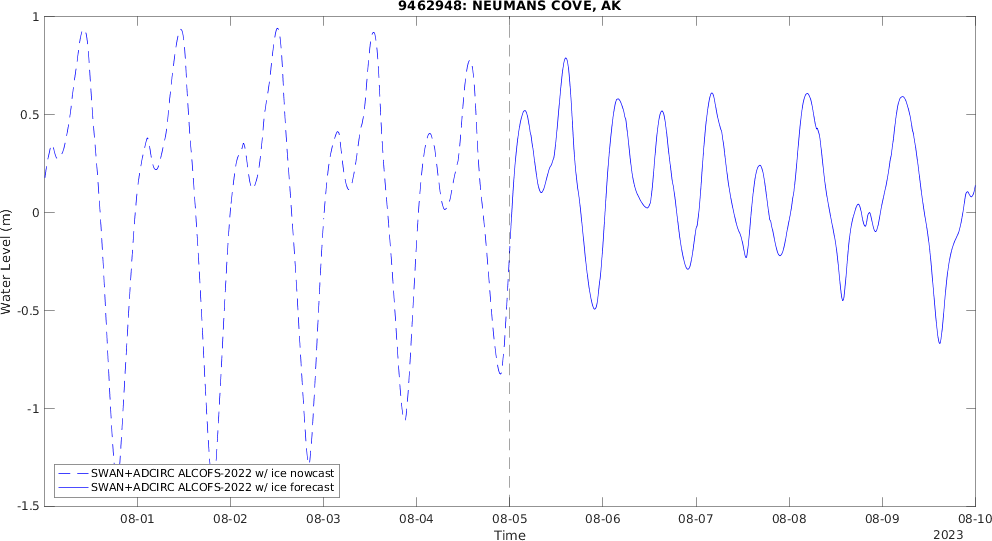 9462948: NEUMANS COVE, AK
1
0.5
0
-0.5
-1
-1.5
Water Level (m)
SWAN+ADCIRC ALCOFS-2022 w/ ice nowcast
SWAN+ADCIRC ALCOFS-2022 w/ ice forecast
08-01 08-02 08-03 08-04 08-05 08-06 08-07 08-08 08-09 08-10
Time
2023